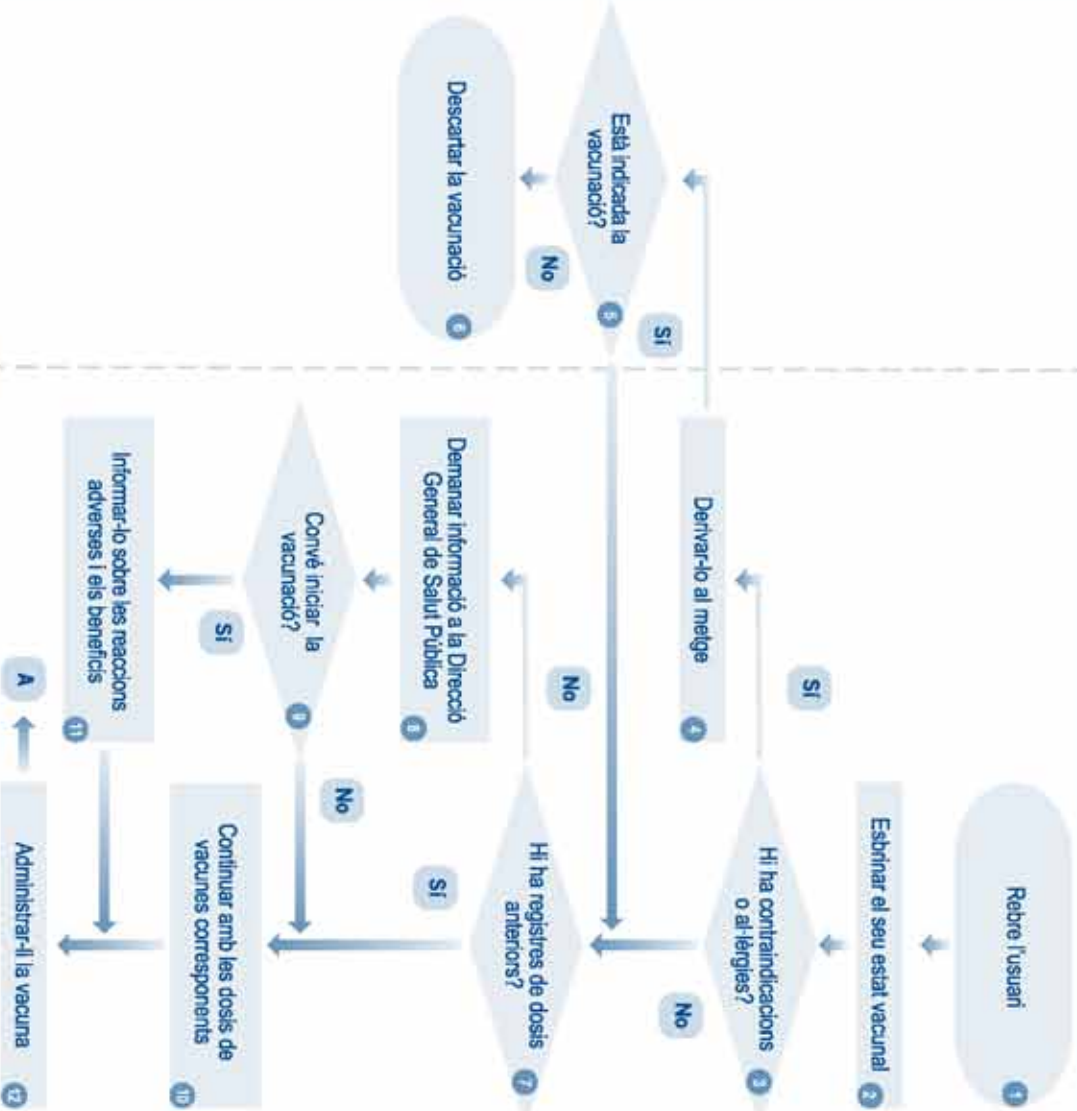 Rebre l'usuari
1
Esbrinar el seu estat vacunal
2
Hi ha contraindicacions
o al·lèrgies?
3
Sí
No
Derivar-lo al metge
4
Està indicada la
vacunació?
5
Sí
No
Descartar la vacunació
6
Hi ha registres de dosis
anteriors?
7
No
Sí
Demanar informació a la Direcció
General de Salut Pública
8
Convé iniciar la
vacunació?
9
No
Sí
Continuar amb les dosis de
vacunes corresponents
10
Informar-lo sobre les reaccions
adverses i els beneficis
11
Administrar-li la vacuna
12
A